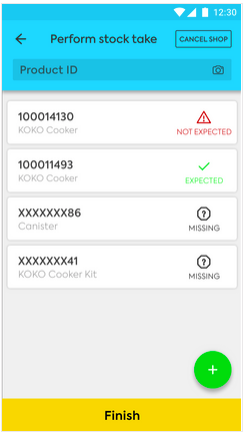 12:30
Perform stock take
CANCEL SHOP
Product ID
100014130
KOKO Cooker
NOT EXPECTED
100011493
KOKO Cooker
EXPECTED
XXXXXXX86
Canister
MISSING
XXXXXXX41
KOKO Cooker Kit
MISSING
Finish